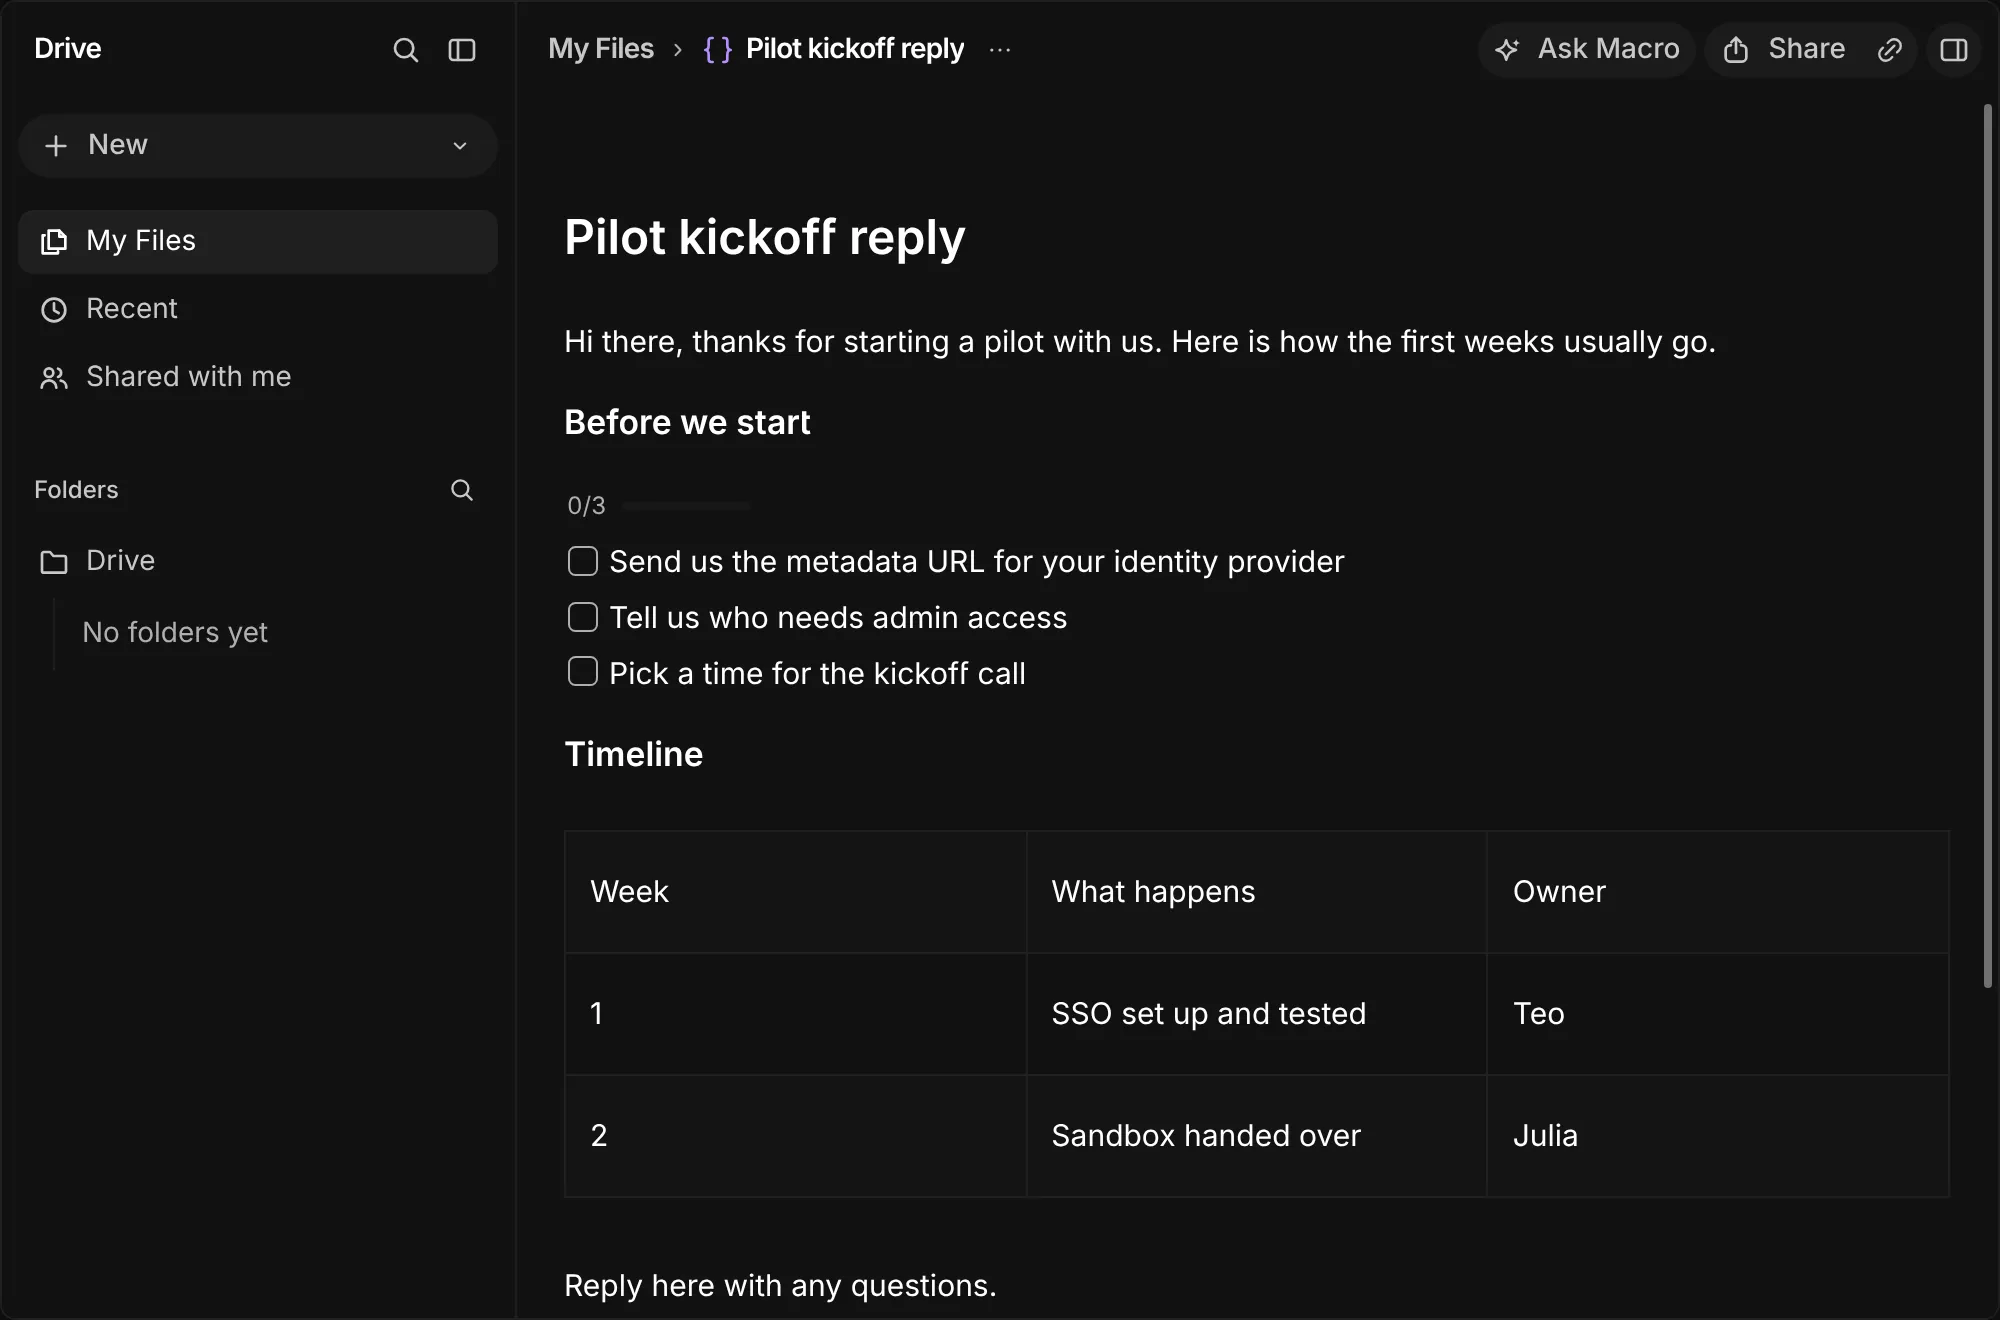 Drive
New
My Files
Recent
Shared with me
Folders
Drive
No folders yet
My Files › {} Pilot kickoff reply ···
Ask Macro
Share
Pilot kickoff reply
Hi there, thanks for starting a pilot with us. Here is how the first weeks usually go.
Before we start
0/3
Send us the metadata URL for your identity provider
Tell us who needs admin access
Pick a time for the kickoff call
Timeline
Week What happens Owner
1 SSO set up and tested Teo
2 Sandbox handed over Julia
Reply here with any questions.